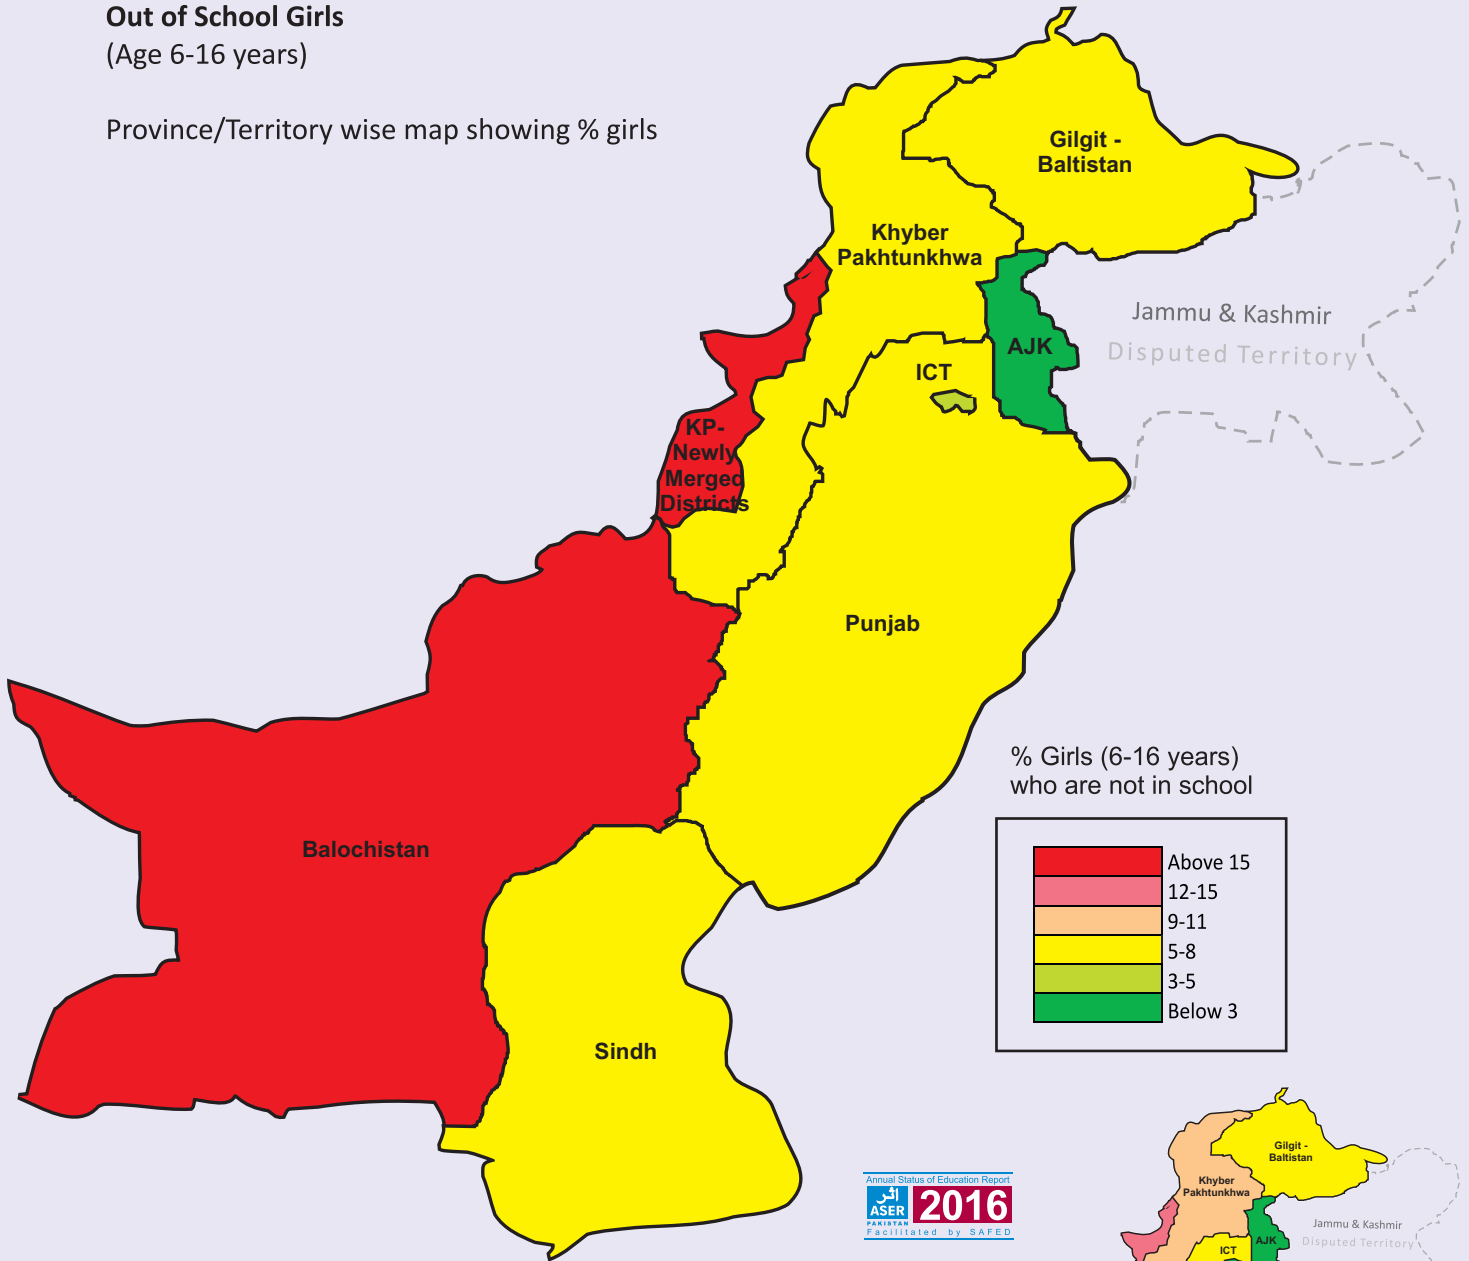 Out of School Girls
(Age 6-16 years)
Province/Territory wise map showing % girls
Gilgit -
Baltistan
Khyber
Pakhtunkhwa
Jammu & Kashmir
Disputed Territory
AJK
ICT
KP-
Newly
Merged
Districts
Punjab
Balochistan
Sindh
% Girls (6-16 years)
who are not in school
Above 15
12-15
9-11
5-8
3-5
Below 3
Annual Status of Education Report
اثر
ASER
PAKISTAN
2016
Facilitated by SAFED
Gilgit -
Baltistan
Khyber
Pakhtunkhwa
Jammu & Kashmir
Disputed Territory
AJK
ICT